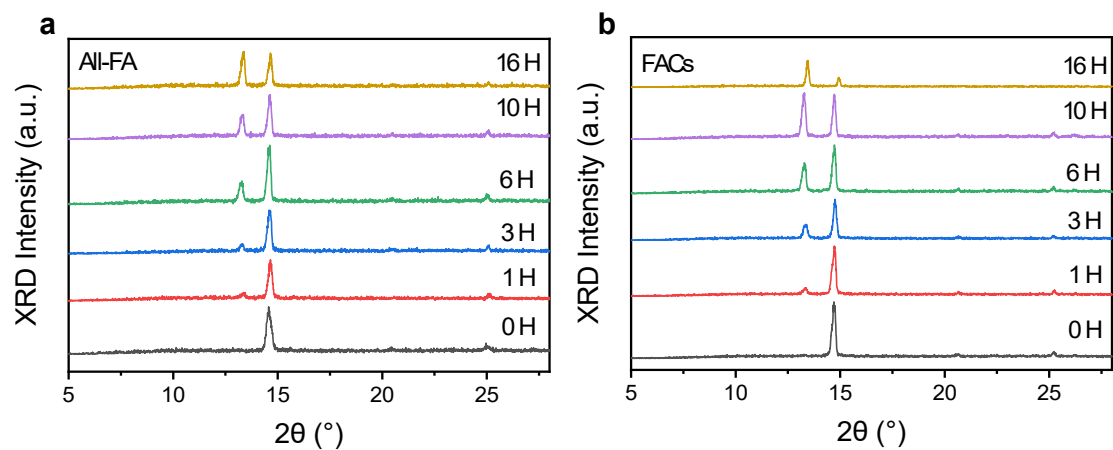 a
All-FA
16 H
10 H
6 H
3 H
1 H
0 H
XRD Intensity (a.u.)
5 10 15 20 25
2θ (°)
b
FACs
16 H
10 H
6 H
3 H
1 H
0 H
XRD Intensity (a.u.)
5 10 15 20 25
2θ (°)